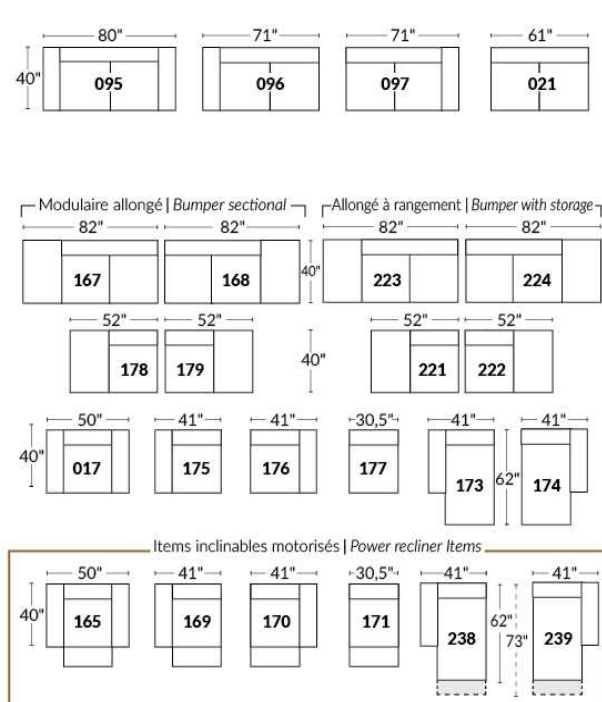 80" 71" 71" 61"
40" 095 096 097 021
Modulaire allongé | Bumper sectional Allongé à rangement | Bumper with storage
82" 82" 82" 82"
167 168 40" 223 224
52" 52" 52" 52"
178 179 40" 221 222
50" 41" 41" 30,5" 41" 41"
40" 017 175 176 177 173 62" 174
Items inclinables motorisés | Power recliner Items
50" 41" 41" 30,5" 41" 41"
40" 165 169 170 171 238 62" 73" 239